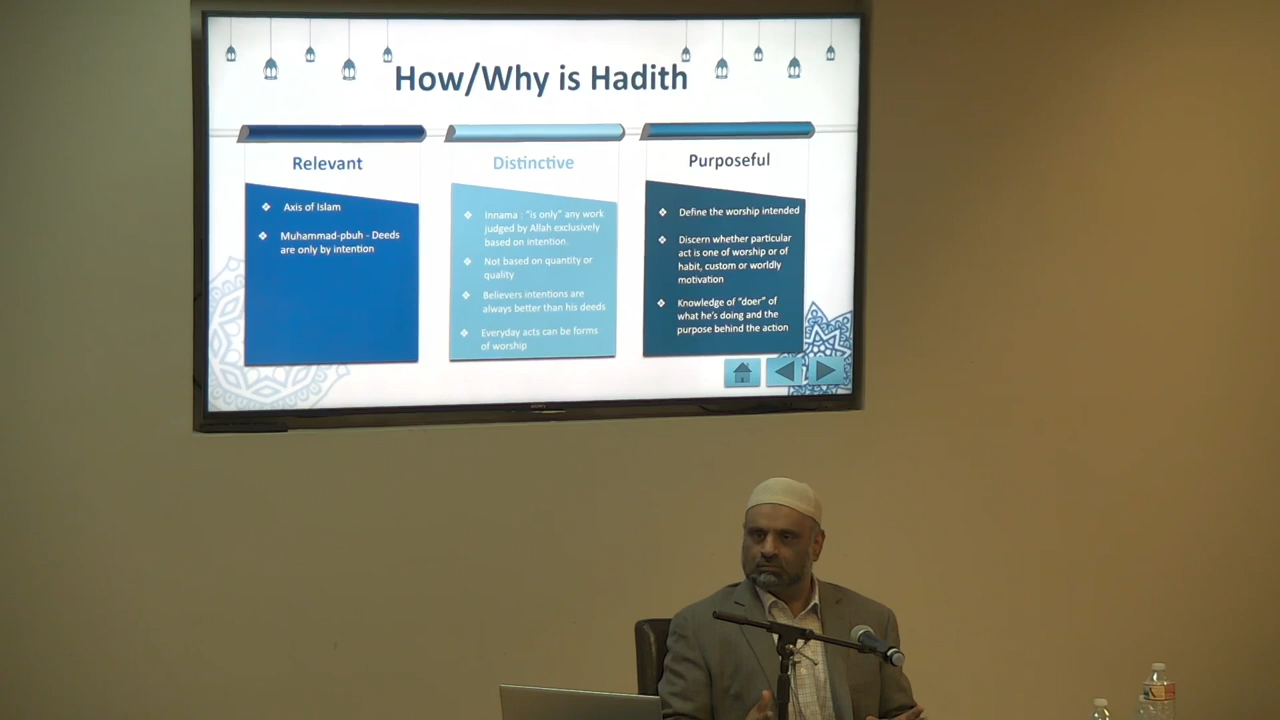 How/Why is Hadith
Relevant
❖ Axis of Islam
❖ Muhammad-pbuh - Deeds
are only by intention
Distinctive
❖ Innama : "is only" any work
judged by Allah exclusively
based on intention.
❖ Not based on quantity or
quality
❖ Believers intentions are
always better than his deeds
❖ Everyday acts can be forms
of worship
Purposeful
❖ Define the worship intended
❖ Discern whether particular
act is one of worship or of
habit, custom or worldly
motivation
❖ Knowledge of "doer" of
what he's doing and the
purpose behind the action
SONY